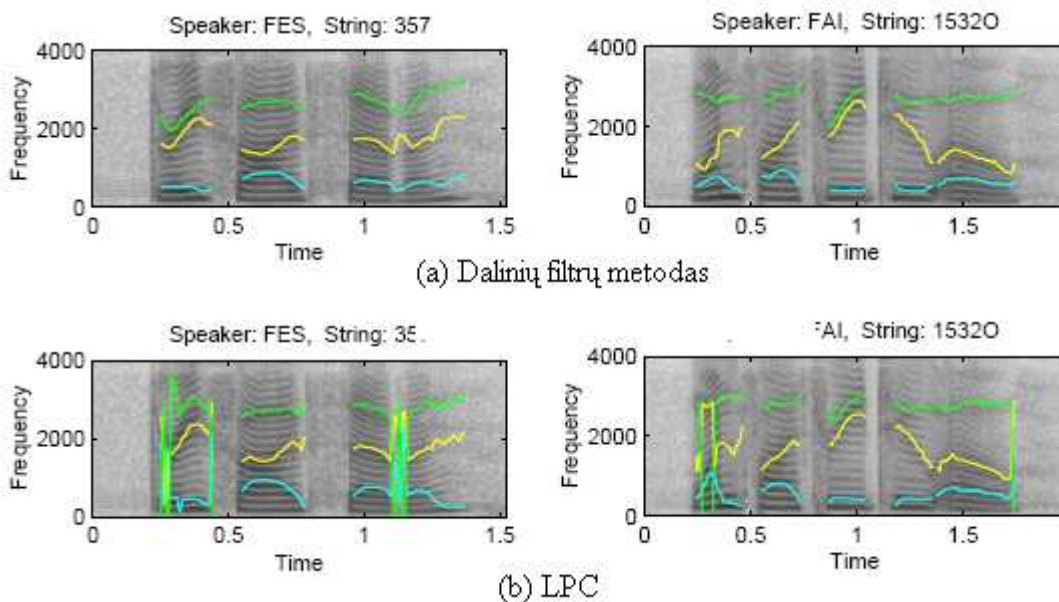 Speaker: FES, String: 357
Speaker: FAI, String: 1532O
Frequency
4000
2000
0
0
0.5
1
1.5
Time
Frequency
4000
2000
0
0
0.5
1
1.5
Time
(a) Dalinių filtrų metodas
Speaker: FES, String: 35
FAI, String: 1532O
Frequency
4000
2000
0
0
0.5
1
1.5
Time
Frequency
4000
2000
0
0
0.5
1
1.5
Time
(b) LPC